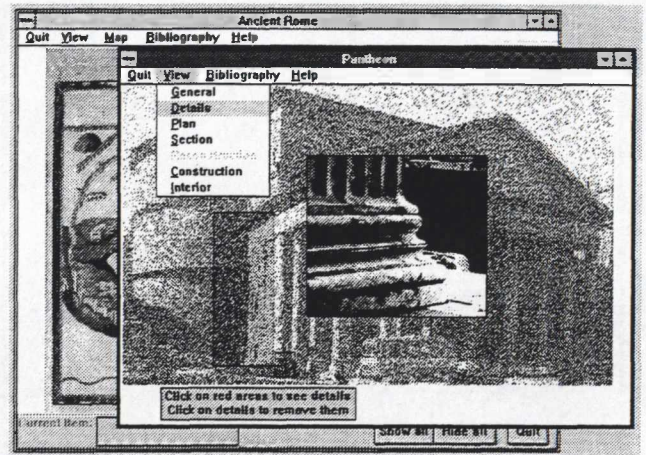 Ancient Rome
Quit View Map Bibliography Help
Pantheon
Quit View Bibliography Help
General
Details
Plan
Section
Reconstruction
Construction
Interior
Click on red areas to see details
Click on details to remove them
Current Item:
Show all Hide all Quit